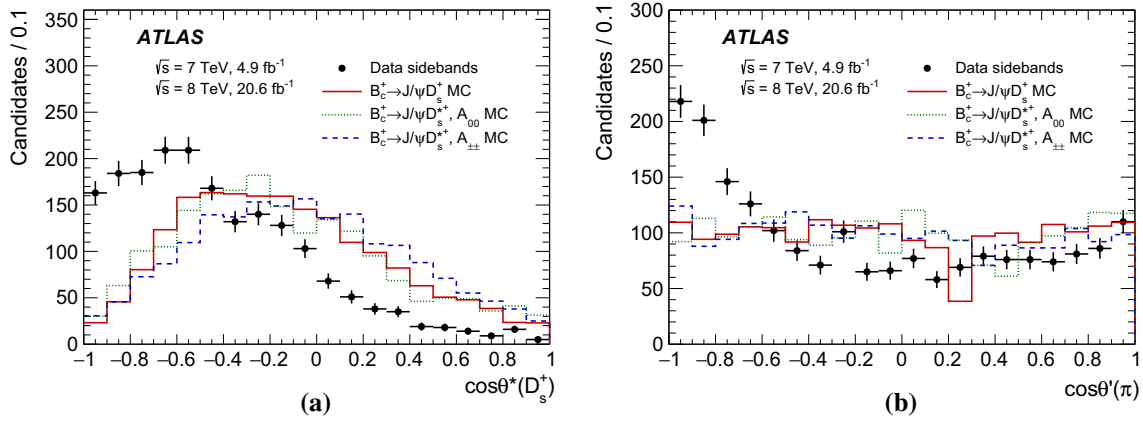 Candidates / 0.1
350
300
250
200
150
100
50
0
ATLAS
√s = 7 TeV, 4.9 fb⁻¹
√s = 8 TeV, 20.6 fb⁻¹
Data sidebands
B_c⁺→J/ψD_s⁺ MC
B_c⁺→J/ψD_s*⁺, A₀₀ MC
B_c⁺→J/ψD_s*⁺, A_±± MC
−1 −0.8 −0.6 −0.4 −0.2 0 0.2 0.4 0.6 0.8 1
cosθ*(D_s⁺)
(a)
Candidates / 0.1
300
250
200
150
100
50
0
ATLAS
√s = 7 TeV, 4.9 fb⁻¹
√s = 8 TeV, 20.6 fb⁻¹
Data sidebands
B_c⁺→J/ψD_s⁺ MC
B_c⁺→J/ψD_s*⁺, A₀₀ MC
B_c⁺→J/ψD_s*⁺, A_±± MC
−1 −0.8 −0.6 −0.4 −0.2 0 0.2 0.4 0.6 0.8 1
cosθ'(π)
(b)